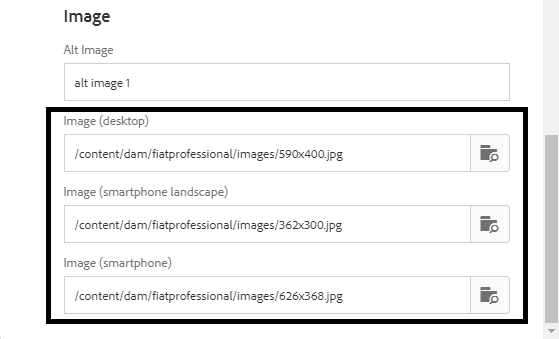 Image
Alt Image
alt image 1
Image (desktop)
/content/dam/fiatprofessional/images/590x400.jpg
Image (smartphone landscape)
/content/dam/fiatprofessional/images/362x300.jpg
Image (smartphone)
/content/dam/fiatprofessional/images/626x368.jpg